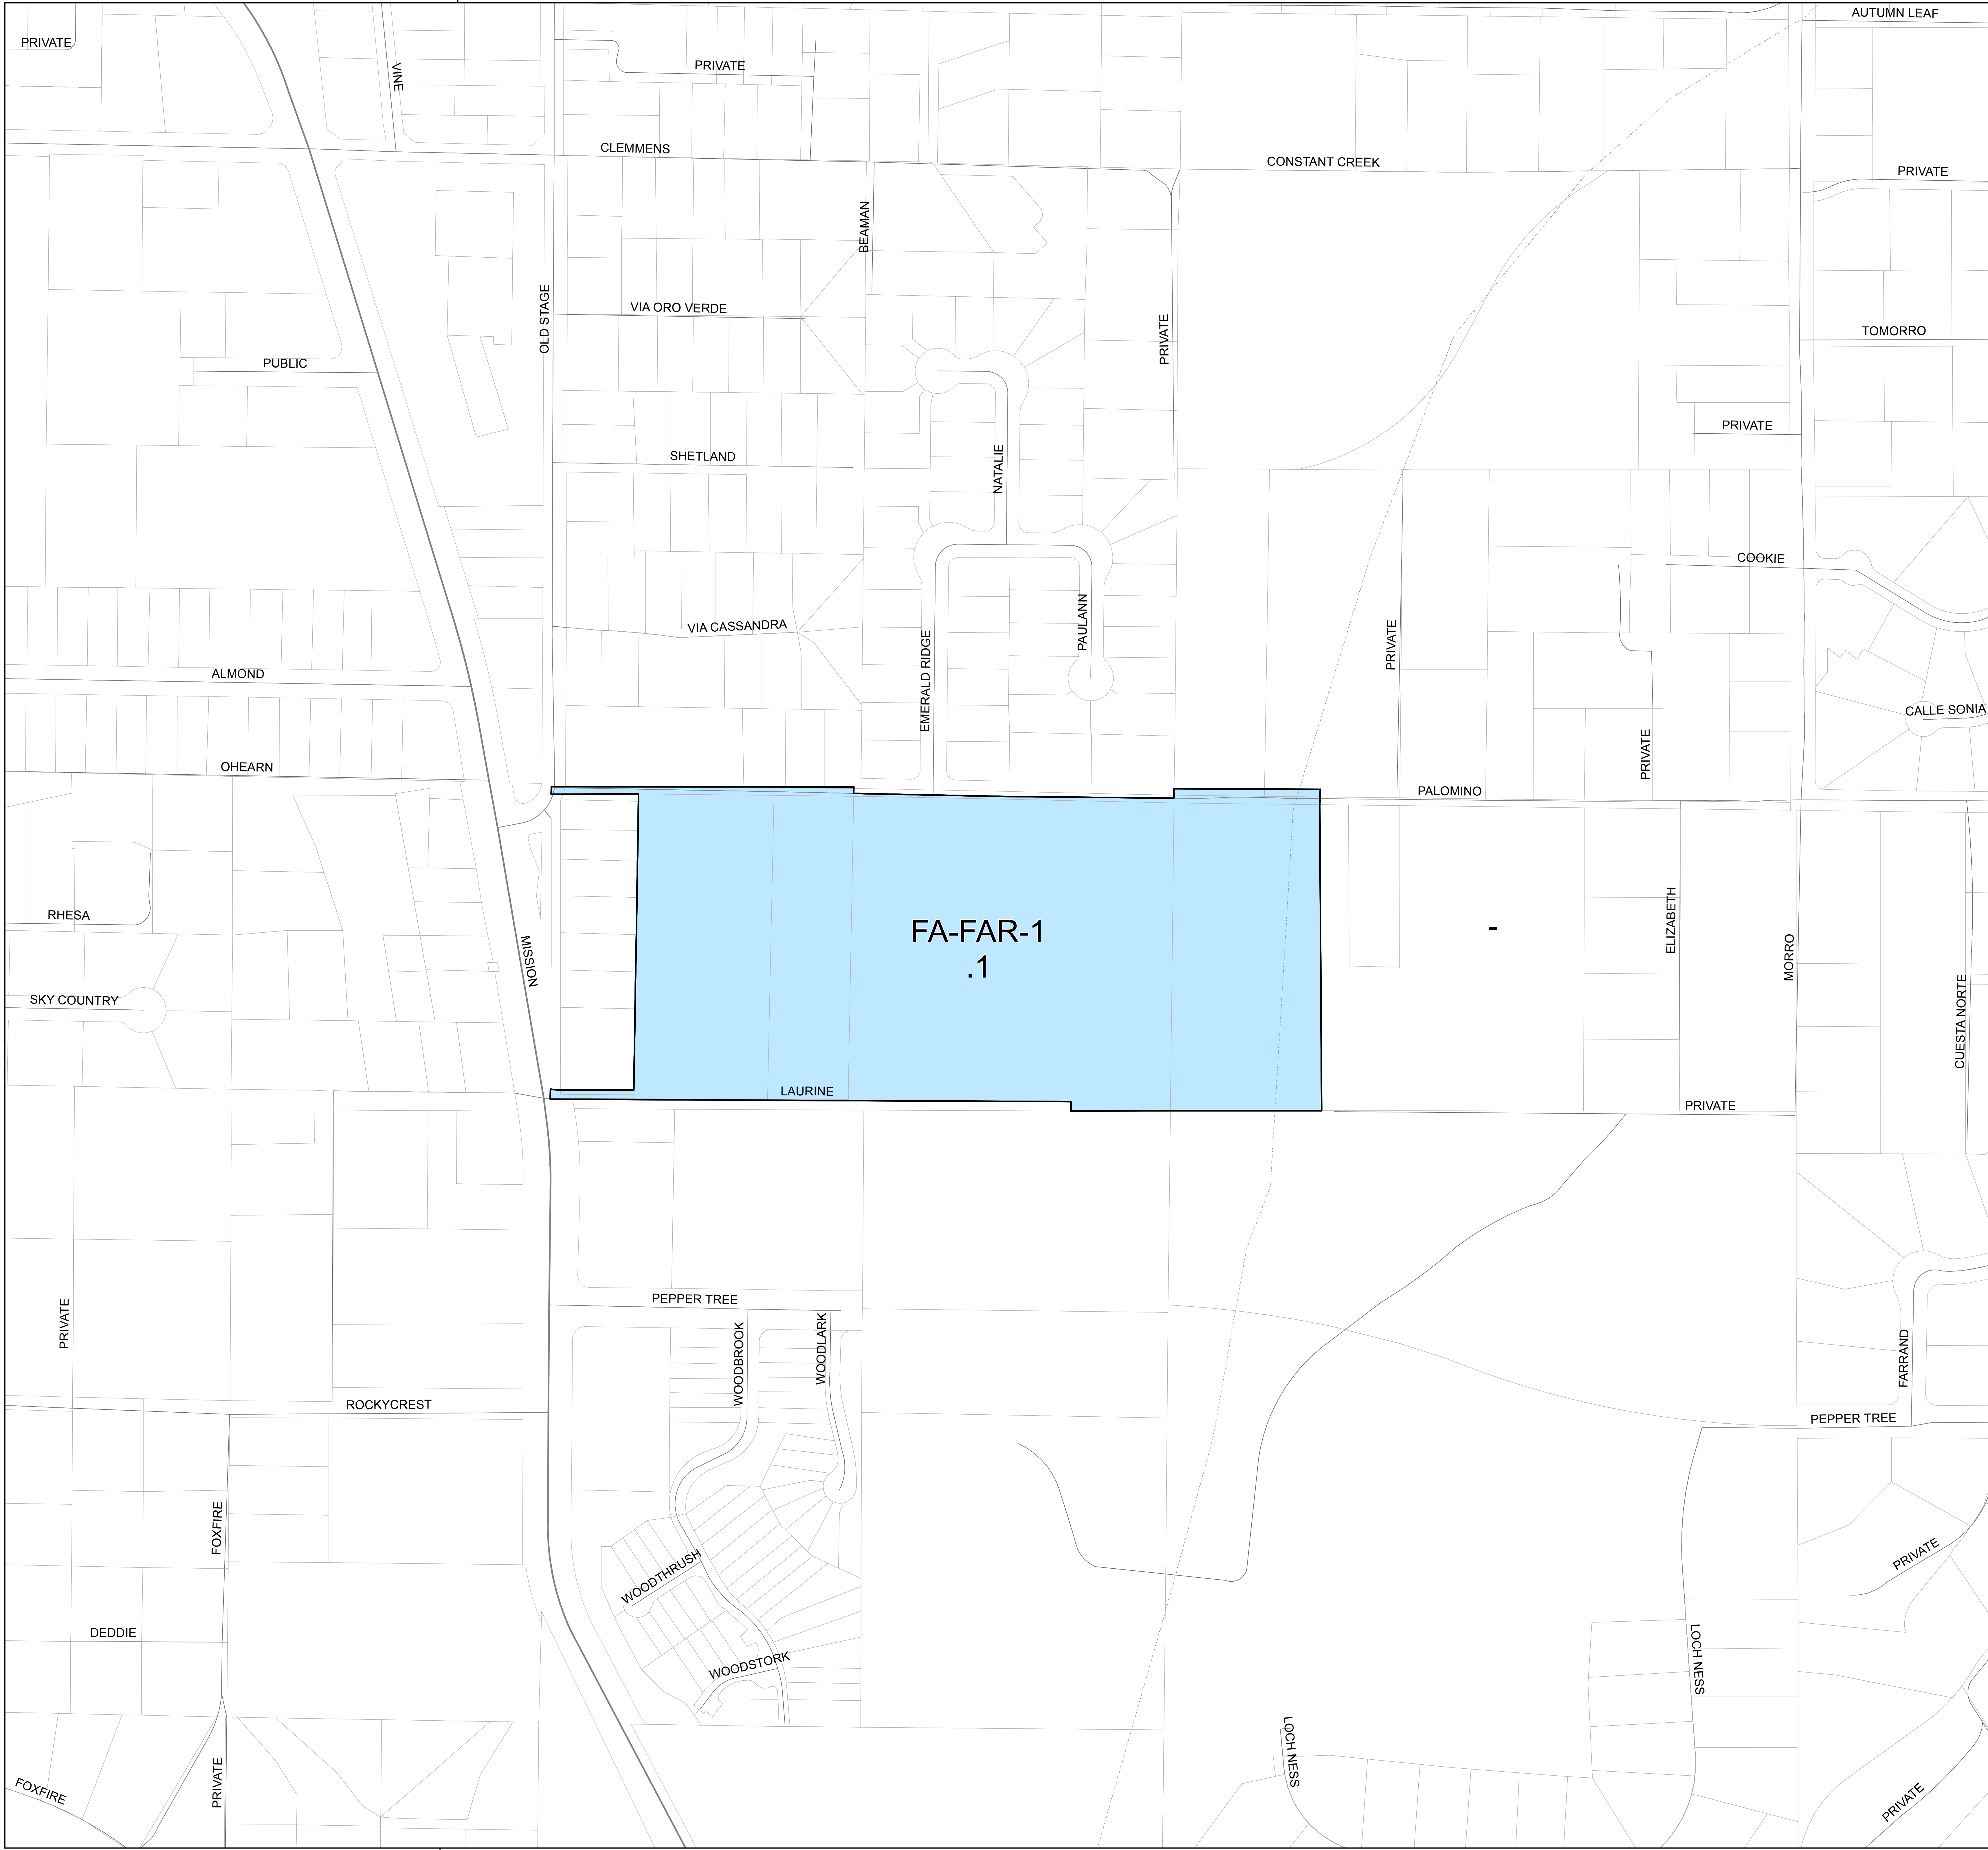 AUTUMN LEAF
PRIVATE
VINE
PRIVATE
CLEMMENS
CONSTANT CREEK
PRIVATE
BEAMAN
OLD STAGE
VIA ORO VERDE
PRIVATE
TOMORRO
PUBLIC
PRIVATE
SHETLAND
NATALIE
COOKIE
PAULANN
VIA CASSANDRA
PRIVATE
EMERALD RIDGE
ALMOND
CALLE SONIA
PRIVATE
OHEARN
PALOMINO
RHESA
FA-FAR-1
.1
-
ELIZABETH
MORRO
MISSION
SKY COUNTRY
CUESTA NORTE
LAURINE
PRIVATE
PEPPER TREE
PRIVATE
WOODBROOK
WOODLARK
FARRAND
ROCKYCREST
PEPPER TREE
FOXFIRE
PRIVATE
WOODTHRUSH
DEDDIE
WOODSTORK
LOCH NESS
LOCH NESS
PRIVATE
FOXFIRE
PRIVATE